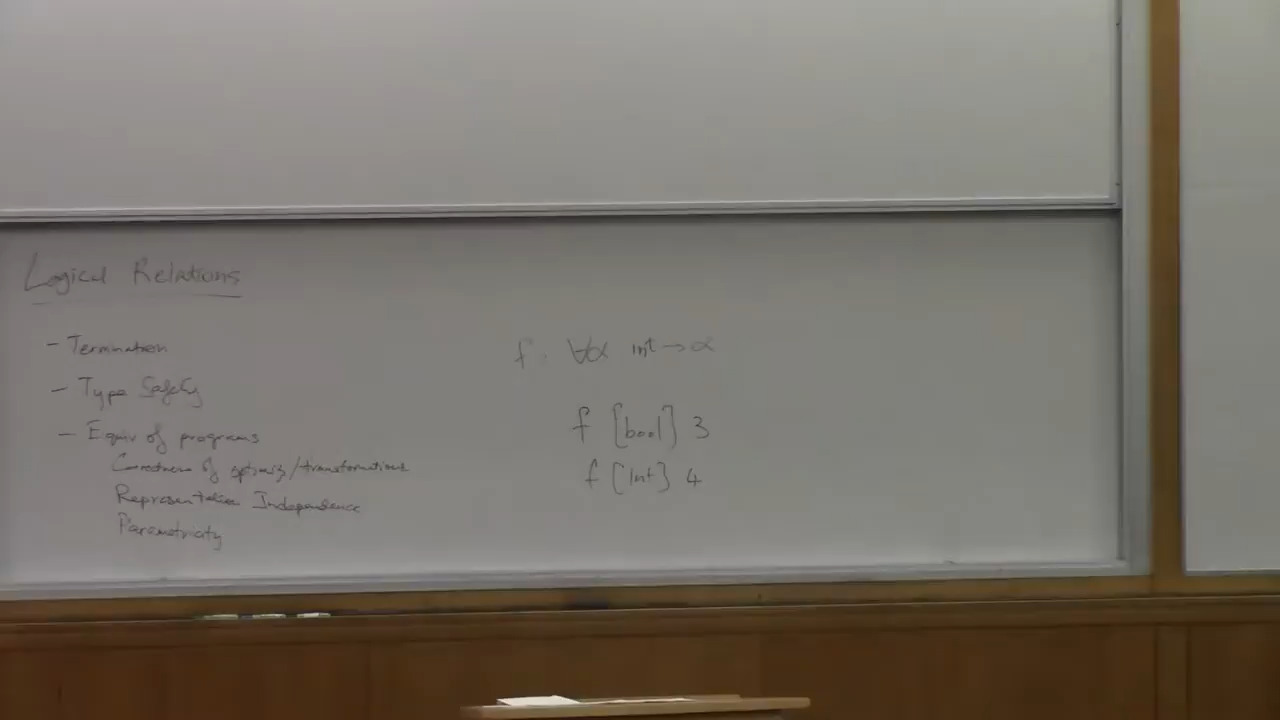 Logical Relations
- Termination
- Type Safety
- Equiv of programs
Correctness of optimiz/transformations
Representation Independence
Parametricity
f : ∀α. int → α
f [bool] 3
f [int] 4